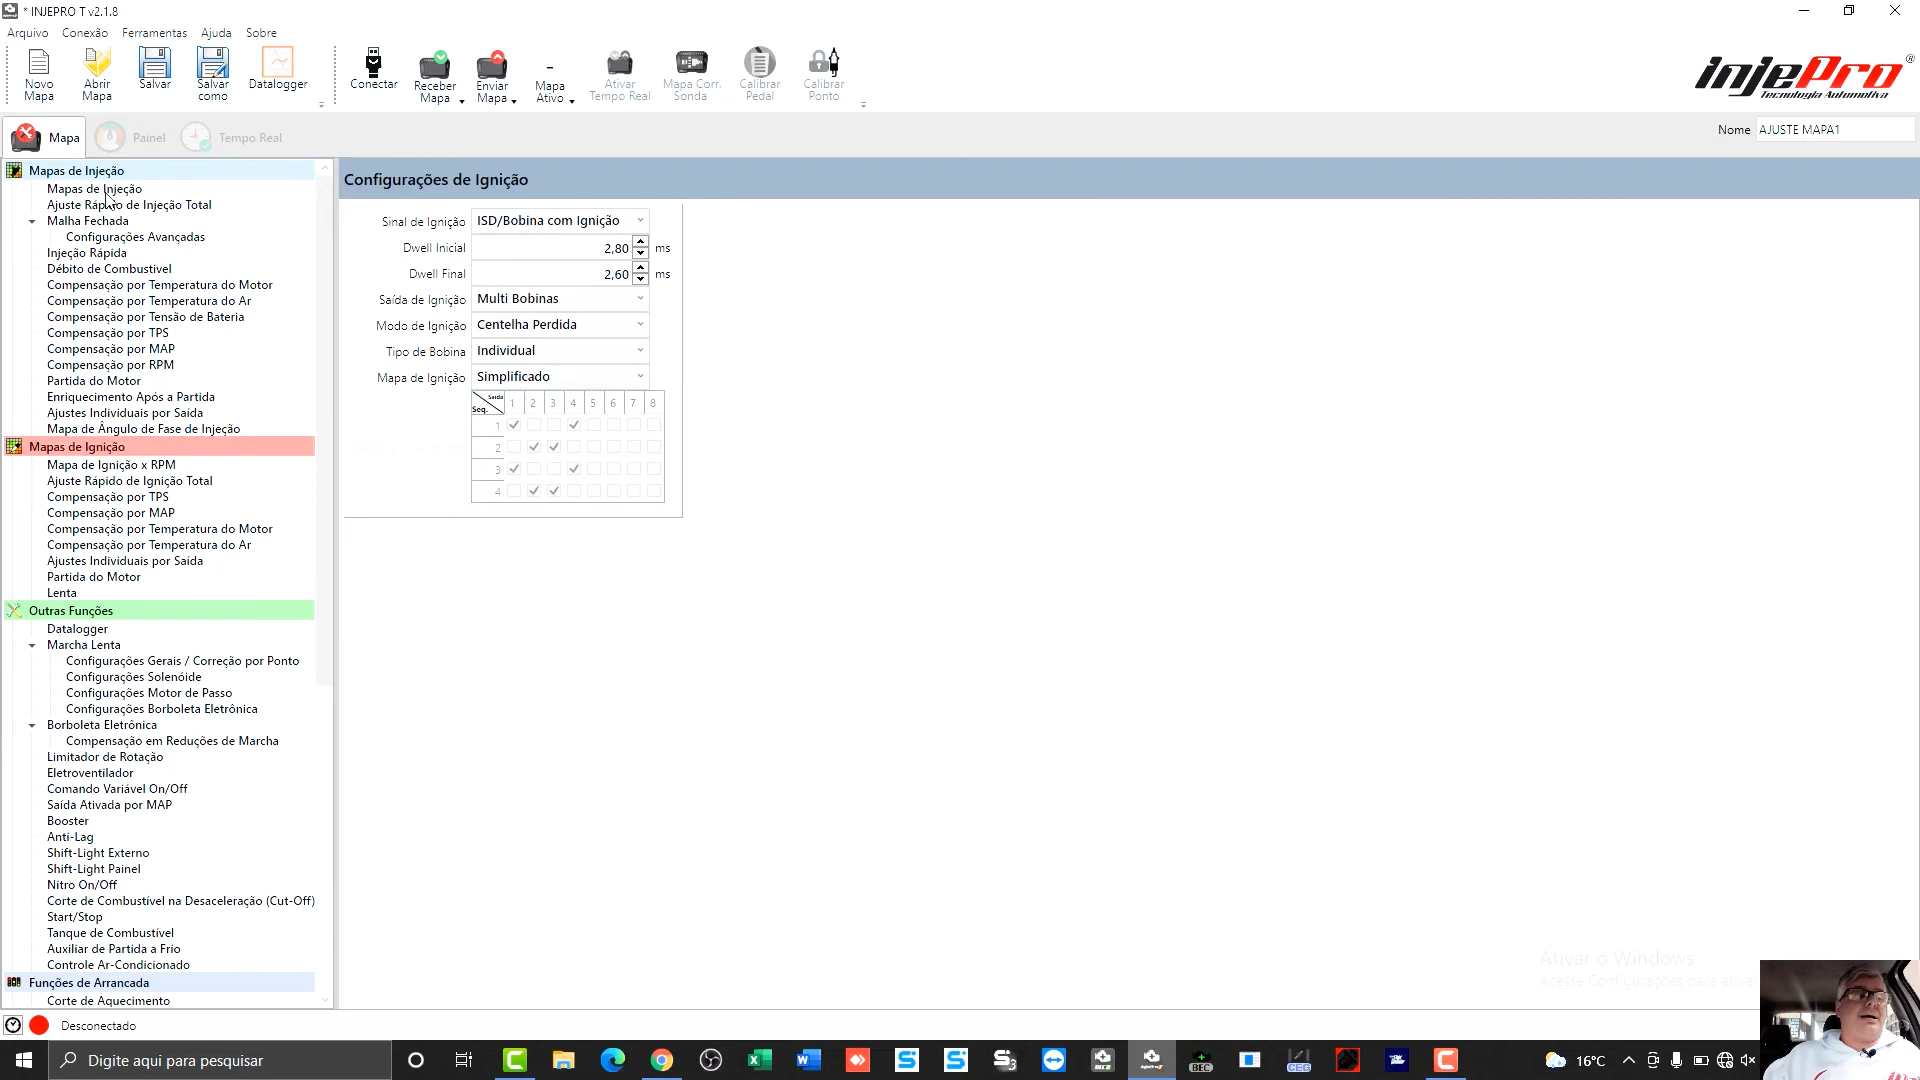 * INJEPRO T v2.1.8
Arquivo Conexão Ferramentas Ajuda Sobre
Novo Mapa
Abrir Mapa
Salvar
Salvar como
Datalogger
Conectar
Receber Mapa
Enviar Mapa
Mapa Ativo
Ativar Tempo Real
Mapa Corr. Sonda
Calibrar Pedal
Calibrar Ponto
InjePro
Tecnologia Automotiva
Mapa Painel Tempo Real
Nome AJUSTE MAPA1
Mapas de Injeção
Mapas de Injeção
Ajuste Rápido de Injeção Total
Malha Fechada
Configurações Avançadas
Injeção Rápida
Débito de Combustivel
Compensação por Temperatura do Motor
Compensação por Temperatura do Ar
Compensação por Tensão de Bateria
Compensação por TPS
Compensação por MAP
Compensação por RPM
Partida do Motor
Enriquecimento Após a Partida
Ajustes Individuais por Saída
Mapa de Ângulo de Fase de Injeção
Mapas de Ignição
Mapa de Ignição x RPM
Ajuste Rápido de Ignição Total
Compensação por TPS
Compensação por MAP
Compensação por Temperatura do Motor
Compensação por Temperatura do Ar
Ajustes Individuais por Saída
Partida do Motor
Lenta
Outras Funções
Datalogger
Marcha Lenta
Configurações Gerais / Correção por Ponto
Configurações Solenóide
Configurações Motor de Passo
Configurações Borboleta Eletrônica
Borboleta Eletrônica
Compensação em Reduções de Marcha
Limitador de Rotação
Eletroventilador
Comando Variável On/Off
Saída Ativada por MAP
Booster
Anti-Lag
Shift-Light Externo
Shift-Light Painel
Nitro On/Off
Corte de Combustível na Desaceleração (Cut-Off)
Start/Stop
Tanque de Combustível
Auxiliar de Partida a Frio
Controle Ar-Condicionado
Funções de Arrancada
Corte de Aquecimento
Configurações de Ignição
Sinal de Ignição ISD/Bobina com Ignição
Dwell Inicial 2,80 ms
Dwell Final 2,60 ms
Saída de Ignição Multi Bobinas
Modo de Ignição Centelha Perdida
Tipo de Bobina Individual
Mapa de Ignição Simplificado
Saída Seq. 1 2 3 4 5 6 7 8
1
2
3
4
Ativar o Windows
Acesse Configurações para ativar
Desconectado
Digite aqui para pesquisar
BEC
CEG
16°C